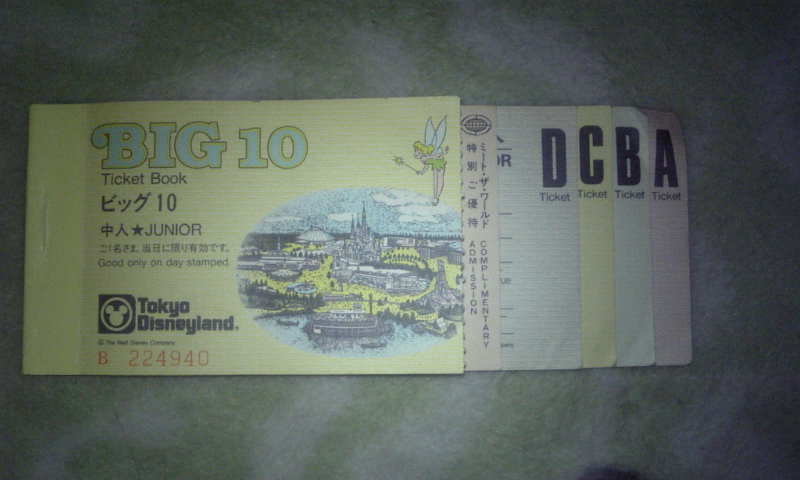 BIG 10
Ticket Book
ビッグ 10
中人★JUNIOR
ご1名さま、当日に限り有効です。
Good only on day stamped.
Tokyo
Disneyland®
© The Walt Disney Company
B 224940
ミート・ザ・ワールド COMPLIMENTARY
特別ご優待 ADMISSION
OR
D
Ticket
C
Ticket
B
Ticket
A
Ticket